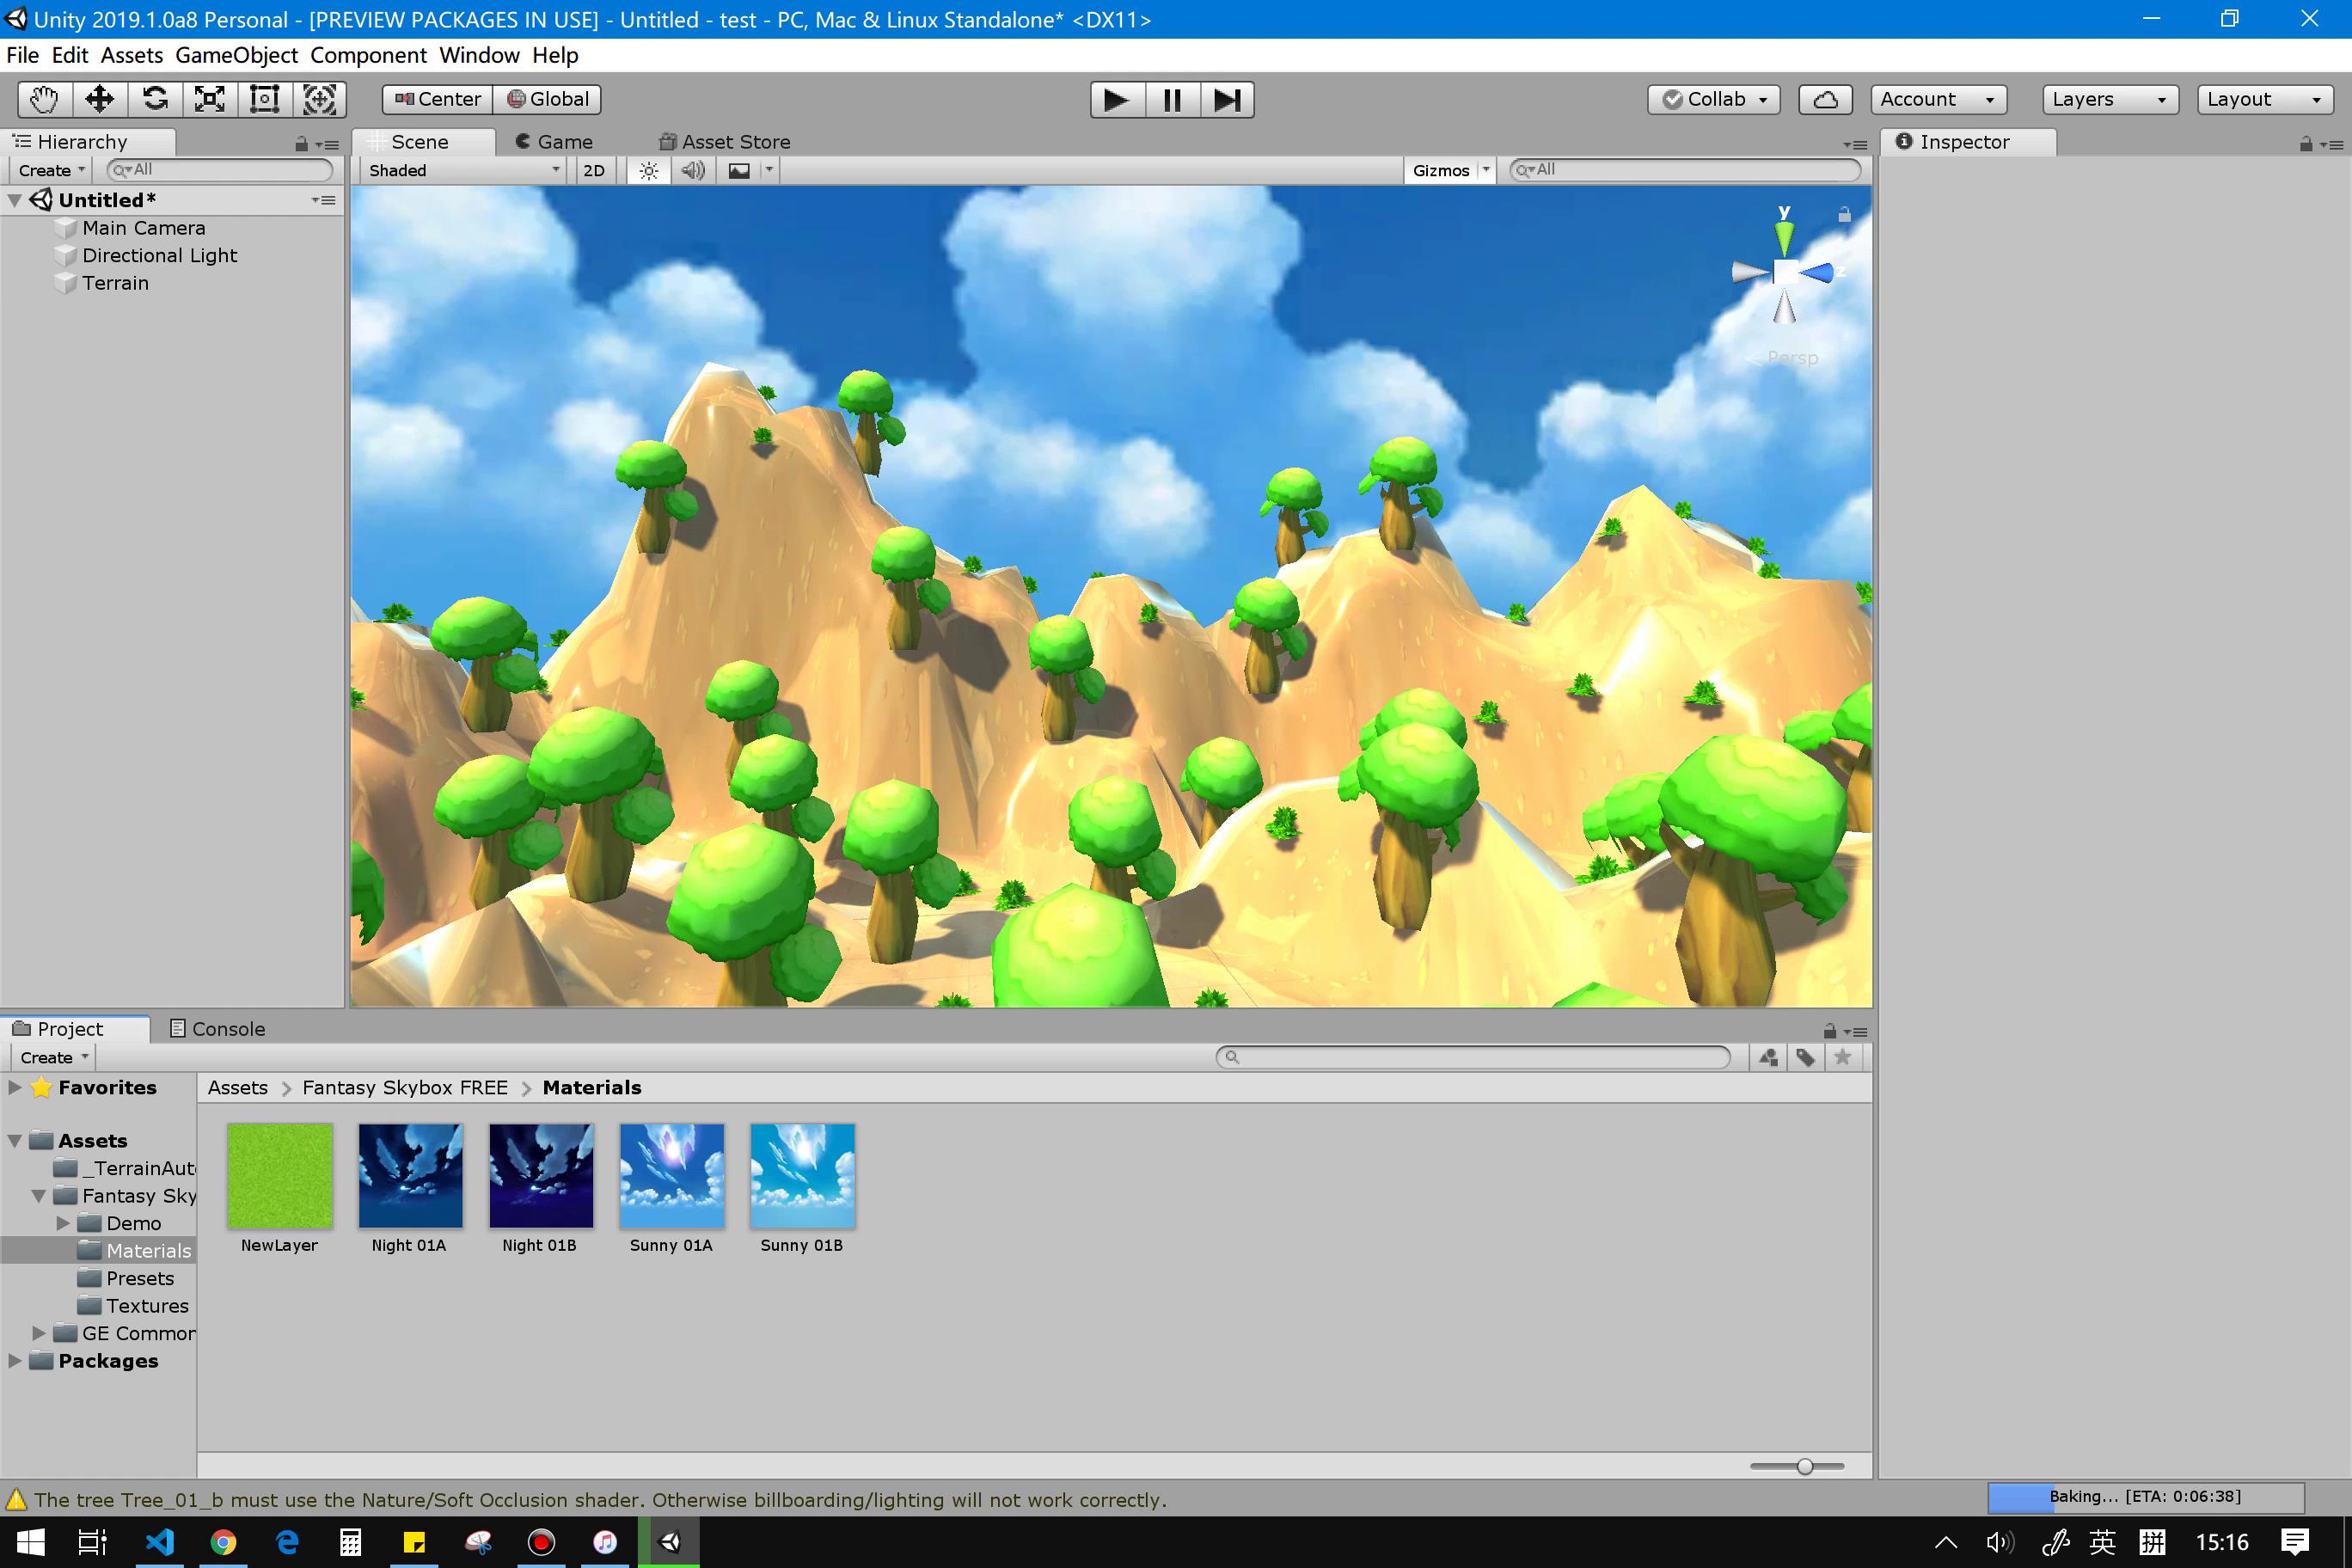 Unity 2019.1.0a8 Personal - [PREVIEW PACKAGES IN USE] - Untitled - test - PC, Mac & Linux Standalone* <DX11>
File Edit Assets GameObject Component Window Help
Center Global Collab Account Layers Layout
Hierarchy Scene Game Asset Store Inspector
Create All Shaded 2D Gizmos All
Untitled*
Main Camera
Directional Light
Terrain
y
z
Persp
Project Console
Create
Favorites Assets Fantasy Skybox FREE Materials
Assets
_TerrainAut
Fantasy Sky
Demo
Materials
Presets
Textures
GE Common
Packages
NewLayer Night 01A Night 01B Sunny 01A Sunny 01B
The tree Tree_01_b must use the Nature/Soft Occlusion shader. Otherwise billboarding/lighting will not work correctly.
Baking... [ETA: 0:06:38]
英 拼 15:16